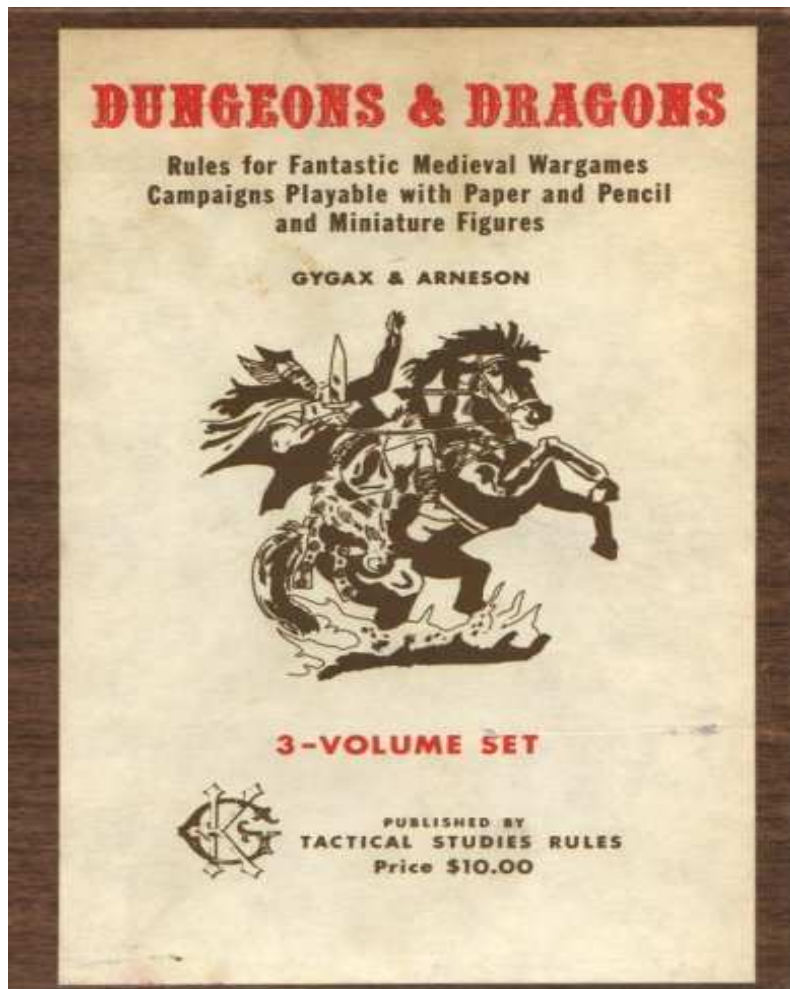 DUNGEONS & DRAGONS
Rules for Fantastic Medieval Wargames
Campaigns Playable with Paper and Pencil
and Miniature Figures
GYGAX & ARNESON
3-VOLUME SET
GK
PUBLISHED BY
TACTICAL STUDIES RULES
Price $10.00